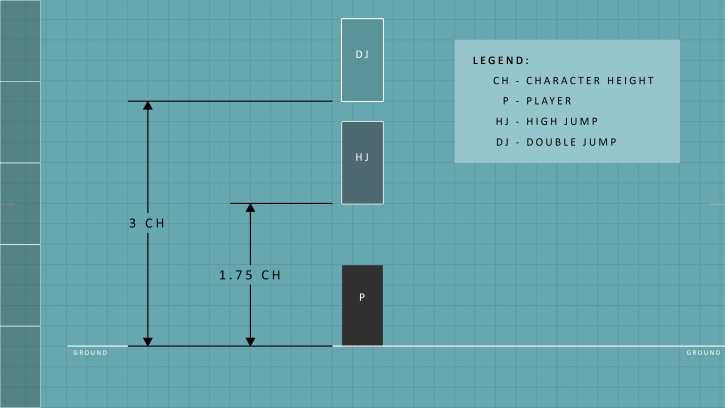 DJ
LEGEND:
CH - CHARACTER HEIGHT
P - PLAYER
HJ - HIGH JUMP
DJ - DOUBLE JUMP
HJ
3 CH
1.75 CH
P
GROUND
GROUND